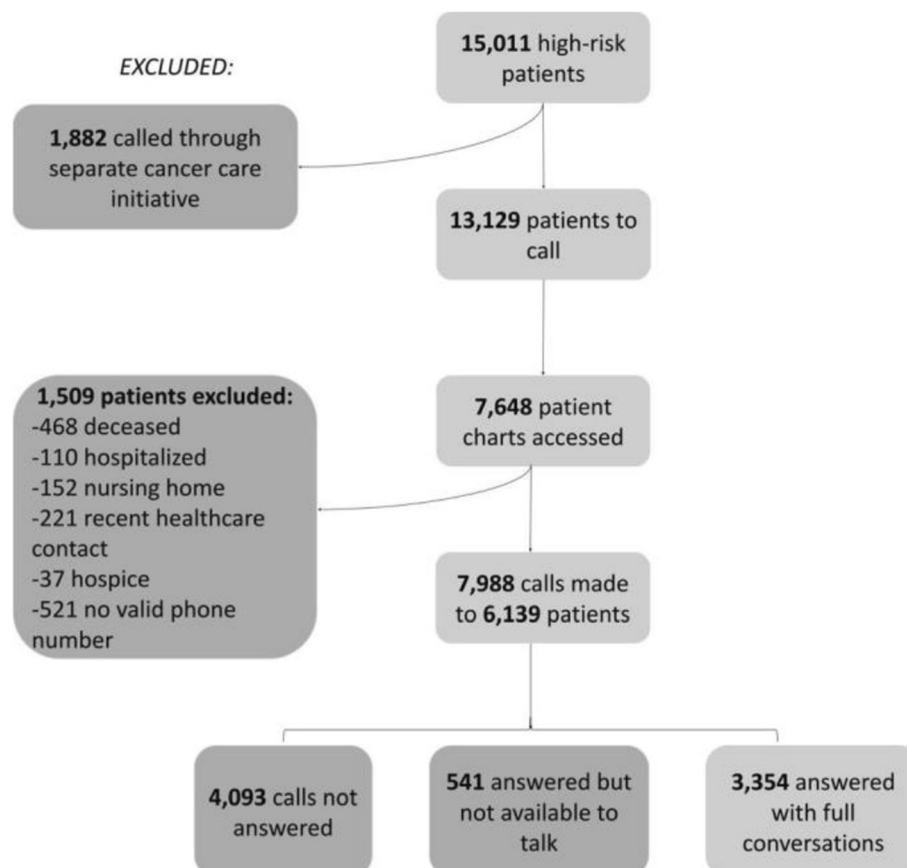 15,011 high-risk
patients
EXCLUDED:
1,882 called through
separate cancer care
initiative
13,129 patients to
call
1,509 patients excluded:
-468 deceased
-110 hospitalized
-152 nursing home
-221 recent healthcare
contact
-37 hospice
-521 no valid phone
number
7,648 patient
charts accessed
7,988 calls made
to 6,139 patients
4,093 calls not
answered
541 answered but
not available to
talk
3,354 answered
with full
conversations